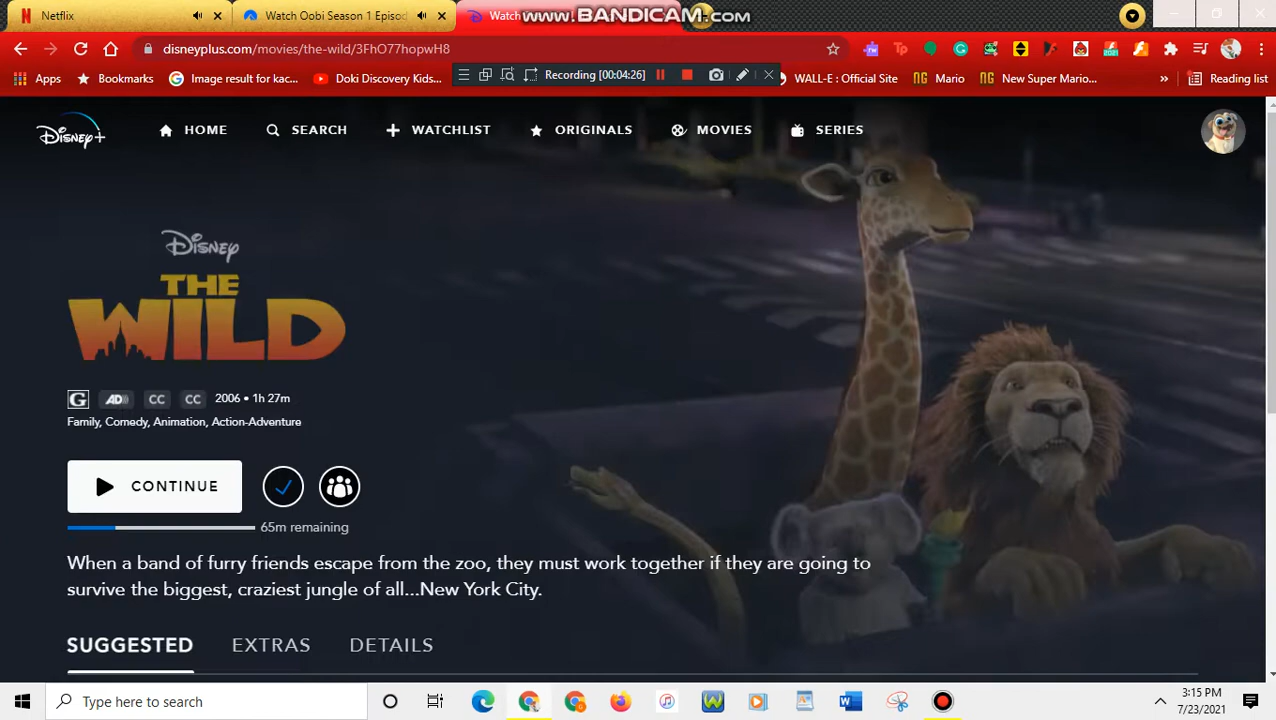 Netflix
Watch Oobi Season 1 Episod
Watch
www.BANDICAM.com
disneyplus.com/movies/the-wild/3FhO77hopwH8
Apps
Bookmarks
Image result for kac...
Doki Discovery Kids...
Recording [00:04:26]
WALL-E : Official Site
NG Mario
NG New Super Mario...
»
Reading list
Disney+
HOME
SEARCH
WATCHLIST
ORIGINALS
MOVIES
SERIES
Disney
THE
WILD
G AD CC CC 2006 • 1h 27m
Family, Comedy, Animation, Action-Adventure
CONTINUE
65m remaining
When a band of furry friends escape from the zoo, they must work together if they are going to
survive the biggest, craziest jungle of all...New York City.
SUGGESTED EXTRAS DETAILS
Type here to search
3:15 PM
7/23/2021